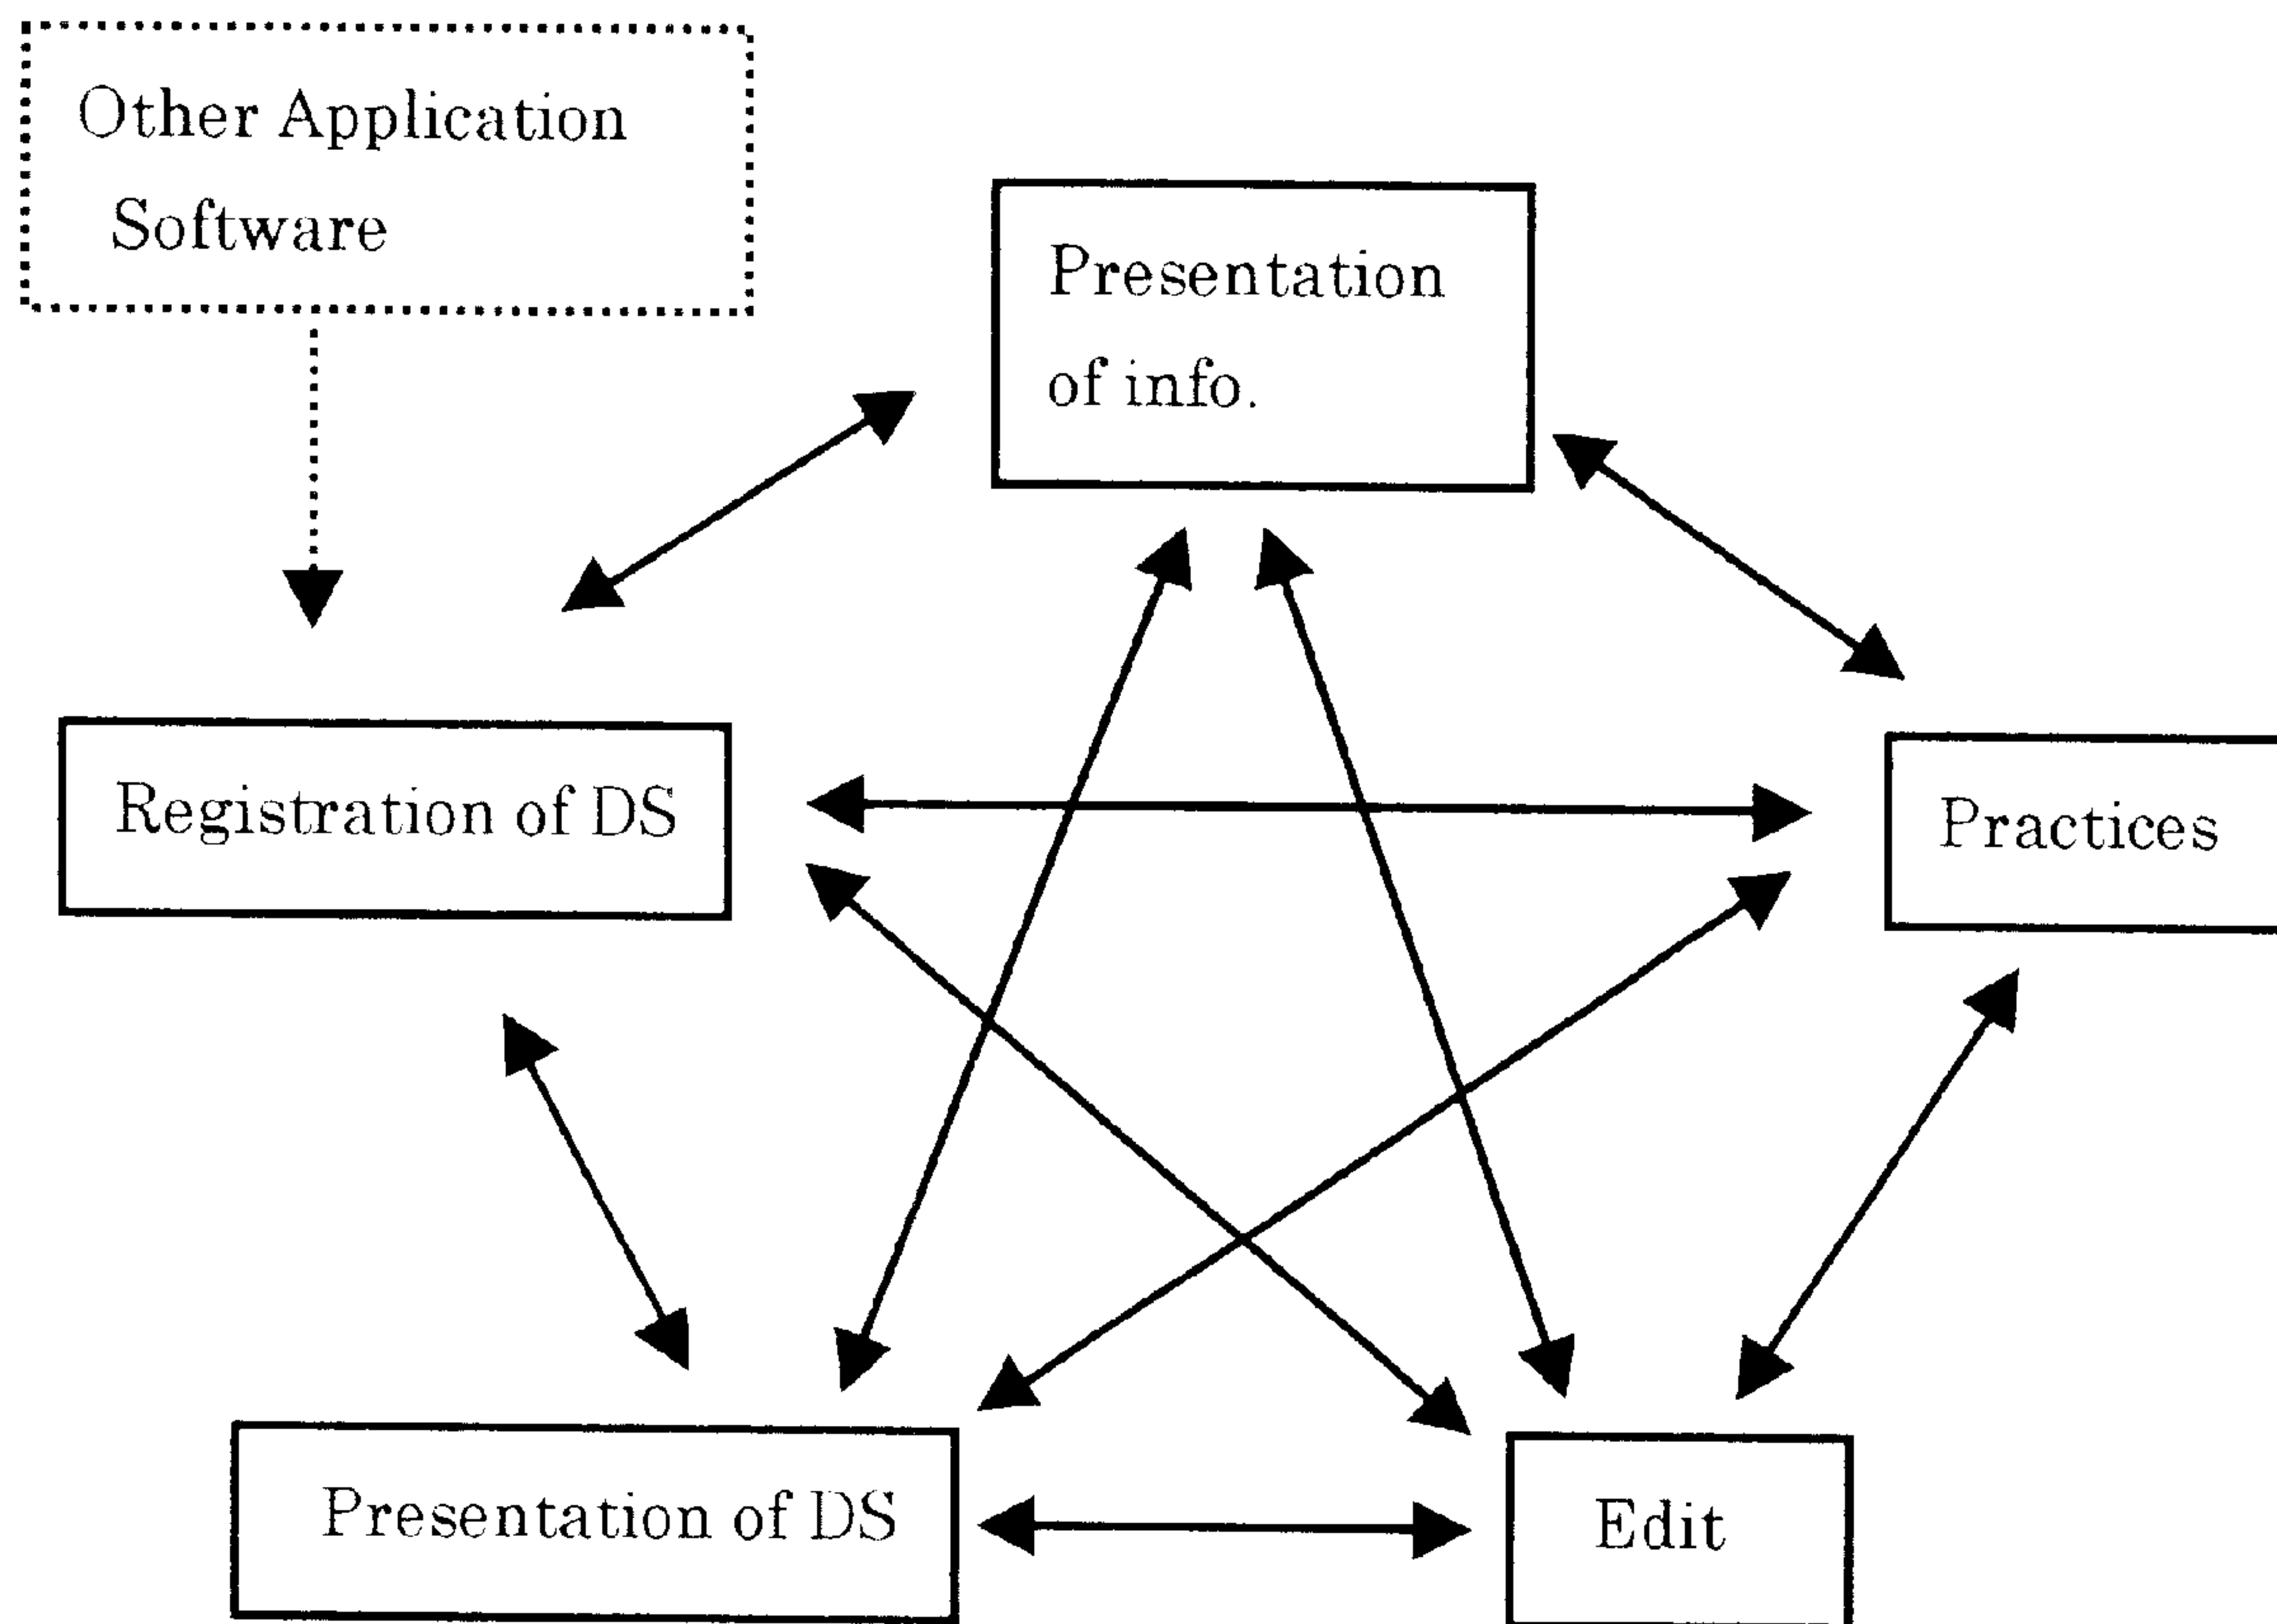 Other Application
Software
Presentation
of info.
Registration of DS
Practices
Presentation of DS
Edit